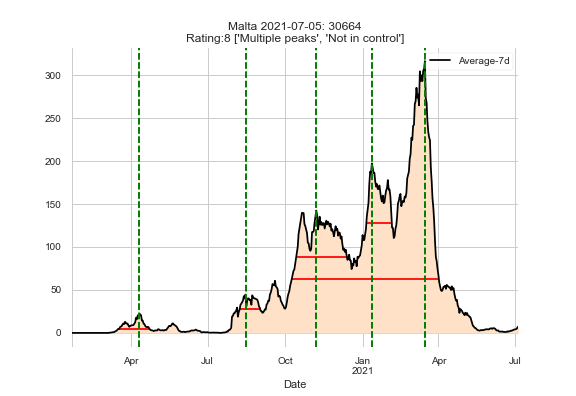 Malta 2021-07-05: 30664
Rating:8 ['Multiple peaks', 'Not in control']
Average-7d
300
250
200
150
100
50
0
Apr Jul Oct Jan Apr Jul
2021
Date